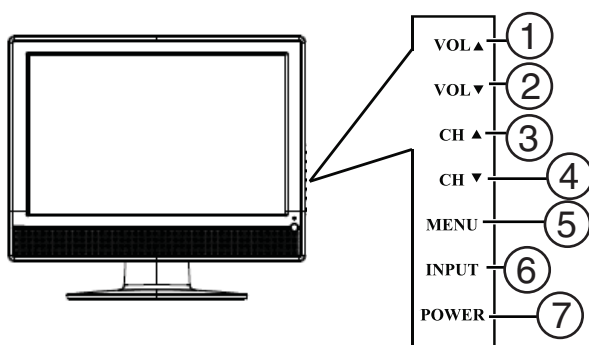 VOL ▲ 1
VOL ▼ 2
CH ▲ 3
CH ▼ 4
MENU 5
INPUT 6
POWER 7